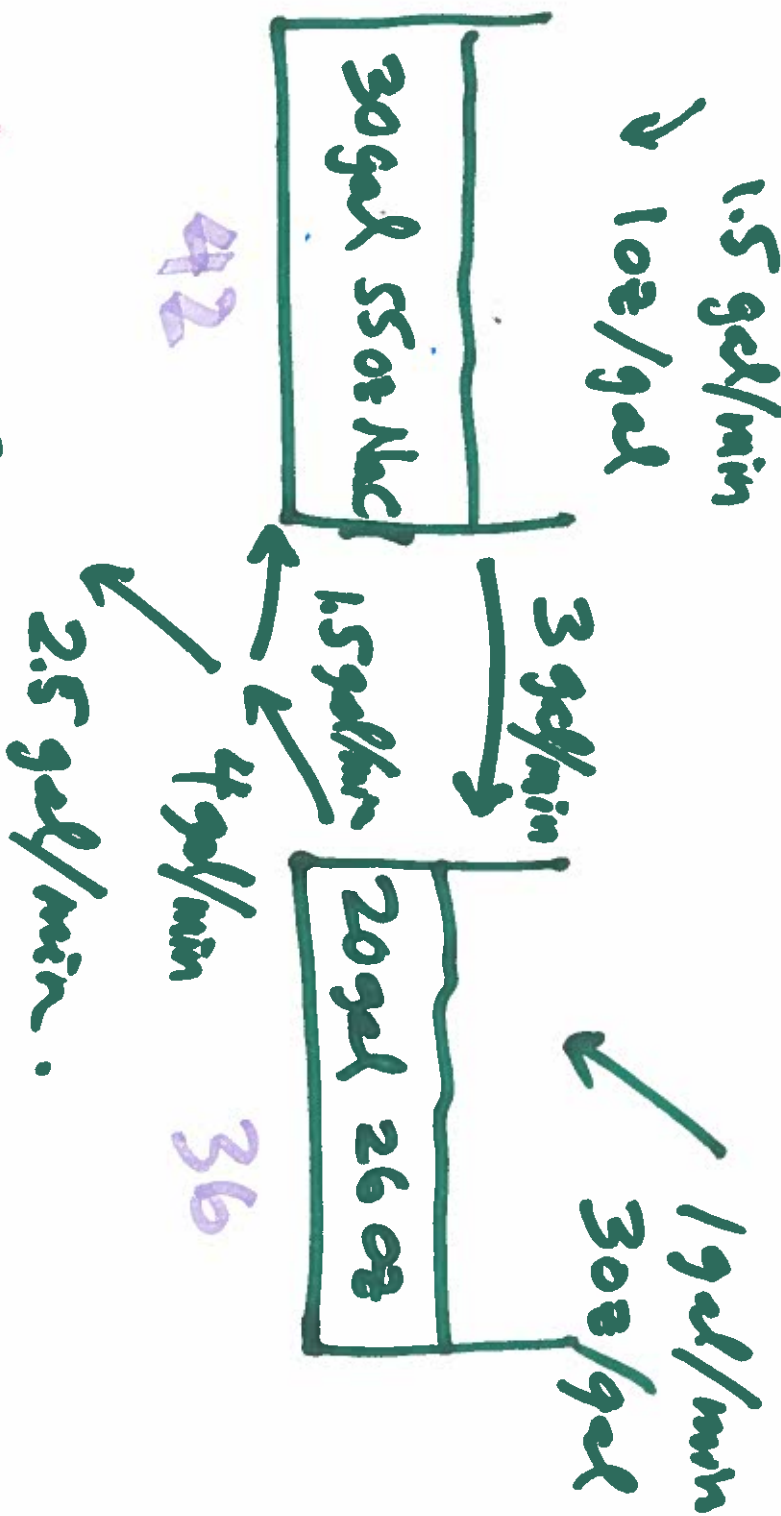 1.5 gal/min
1 oz/gal
3 gal/min
1 gal/min
3 oz/gal
30 gal 55 oz NaC
20 gal 26 oz
1.5 gal/min
4 gal/min
2.5 gal/min.
42
36